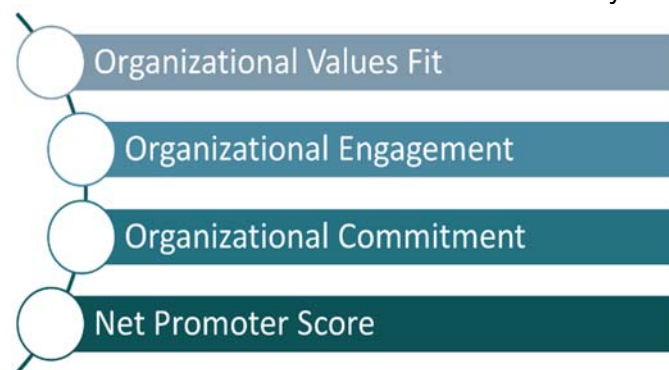 Organizational Values Fit
Organizational Engagement
Organizational Commitment
Net Promoter Score